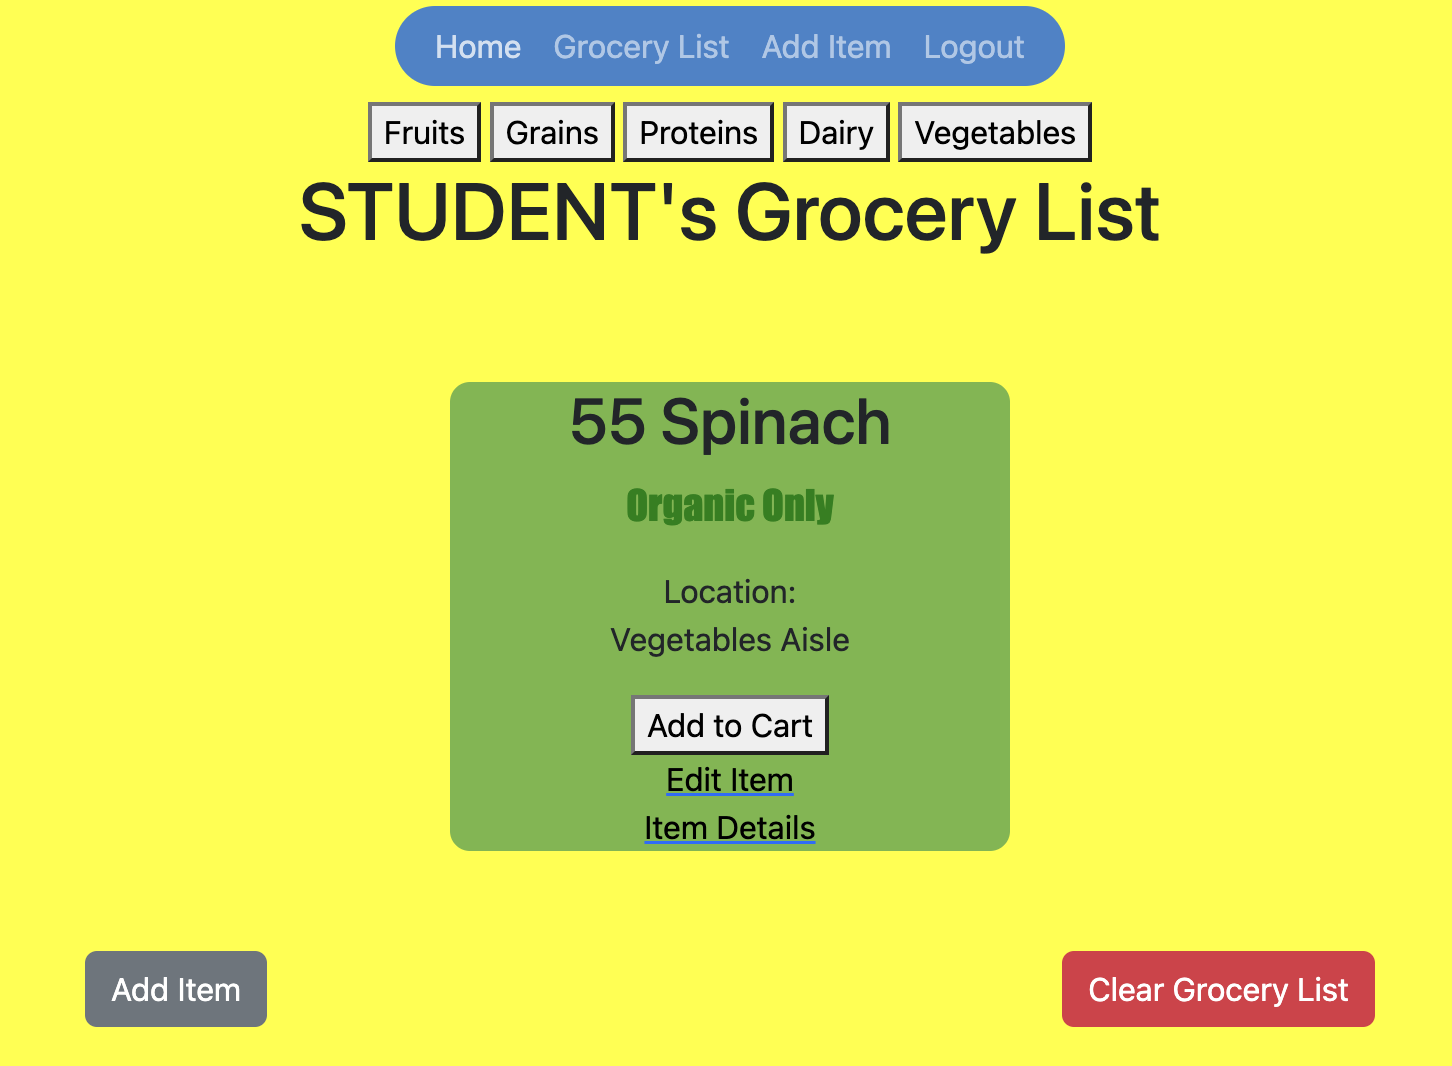 Home Grocery List Add Item Logout
Fruits Grains Proteins Dairy Vegetables
STUDENT's Grocery List
55 Spinach
Organic Only
Location:
Vegetables Aisle
Add to Cart
Edit Item
Item Details
Add Item Clear Grocery List